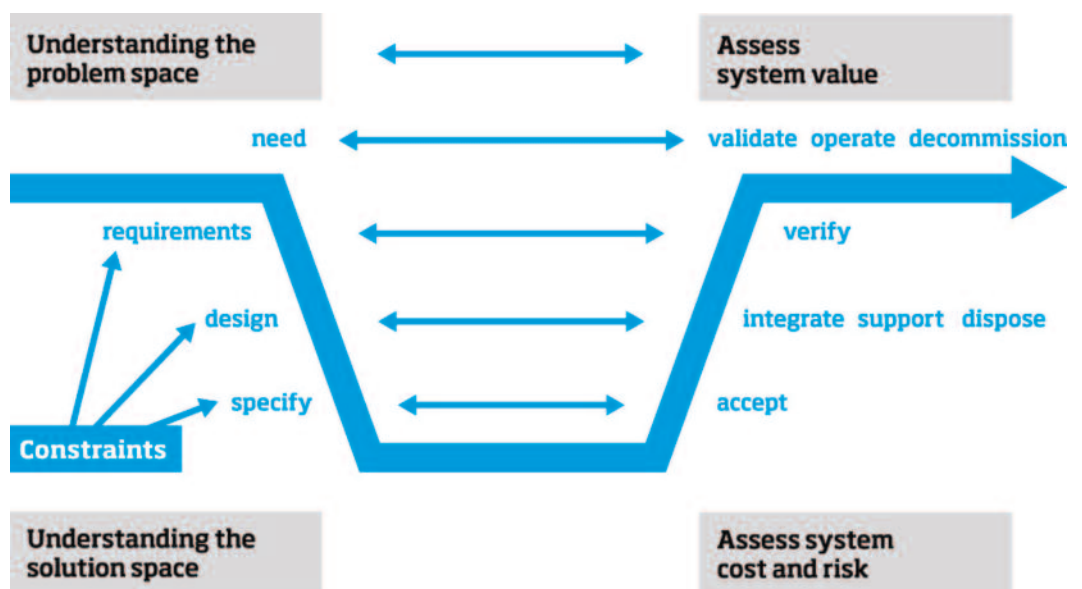 Understanding the
problem space
Assess
system value
need
validate operate decommission
requirements
verify
design
integrate support dispose
specify
accept
Constraints
Understanding the
solution space
Assess system
cost and risk